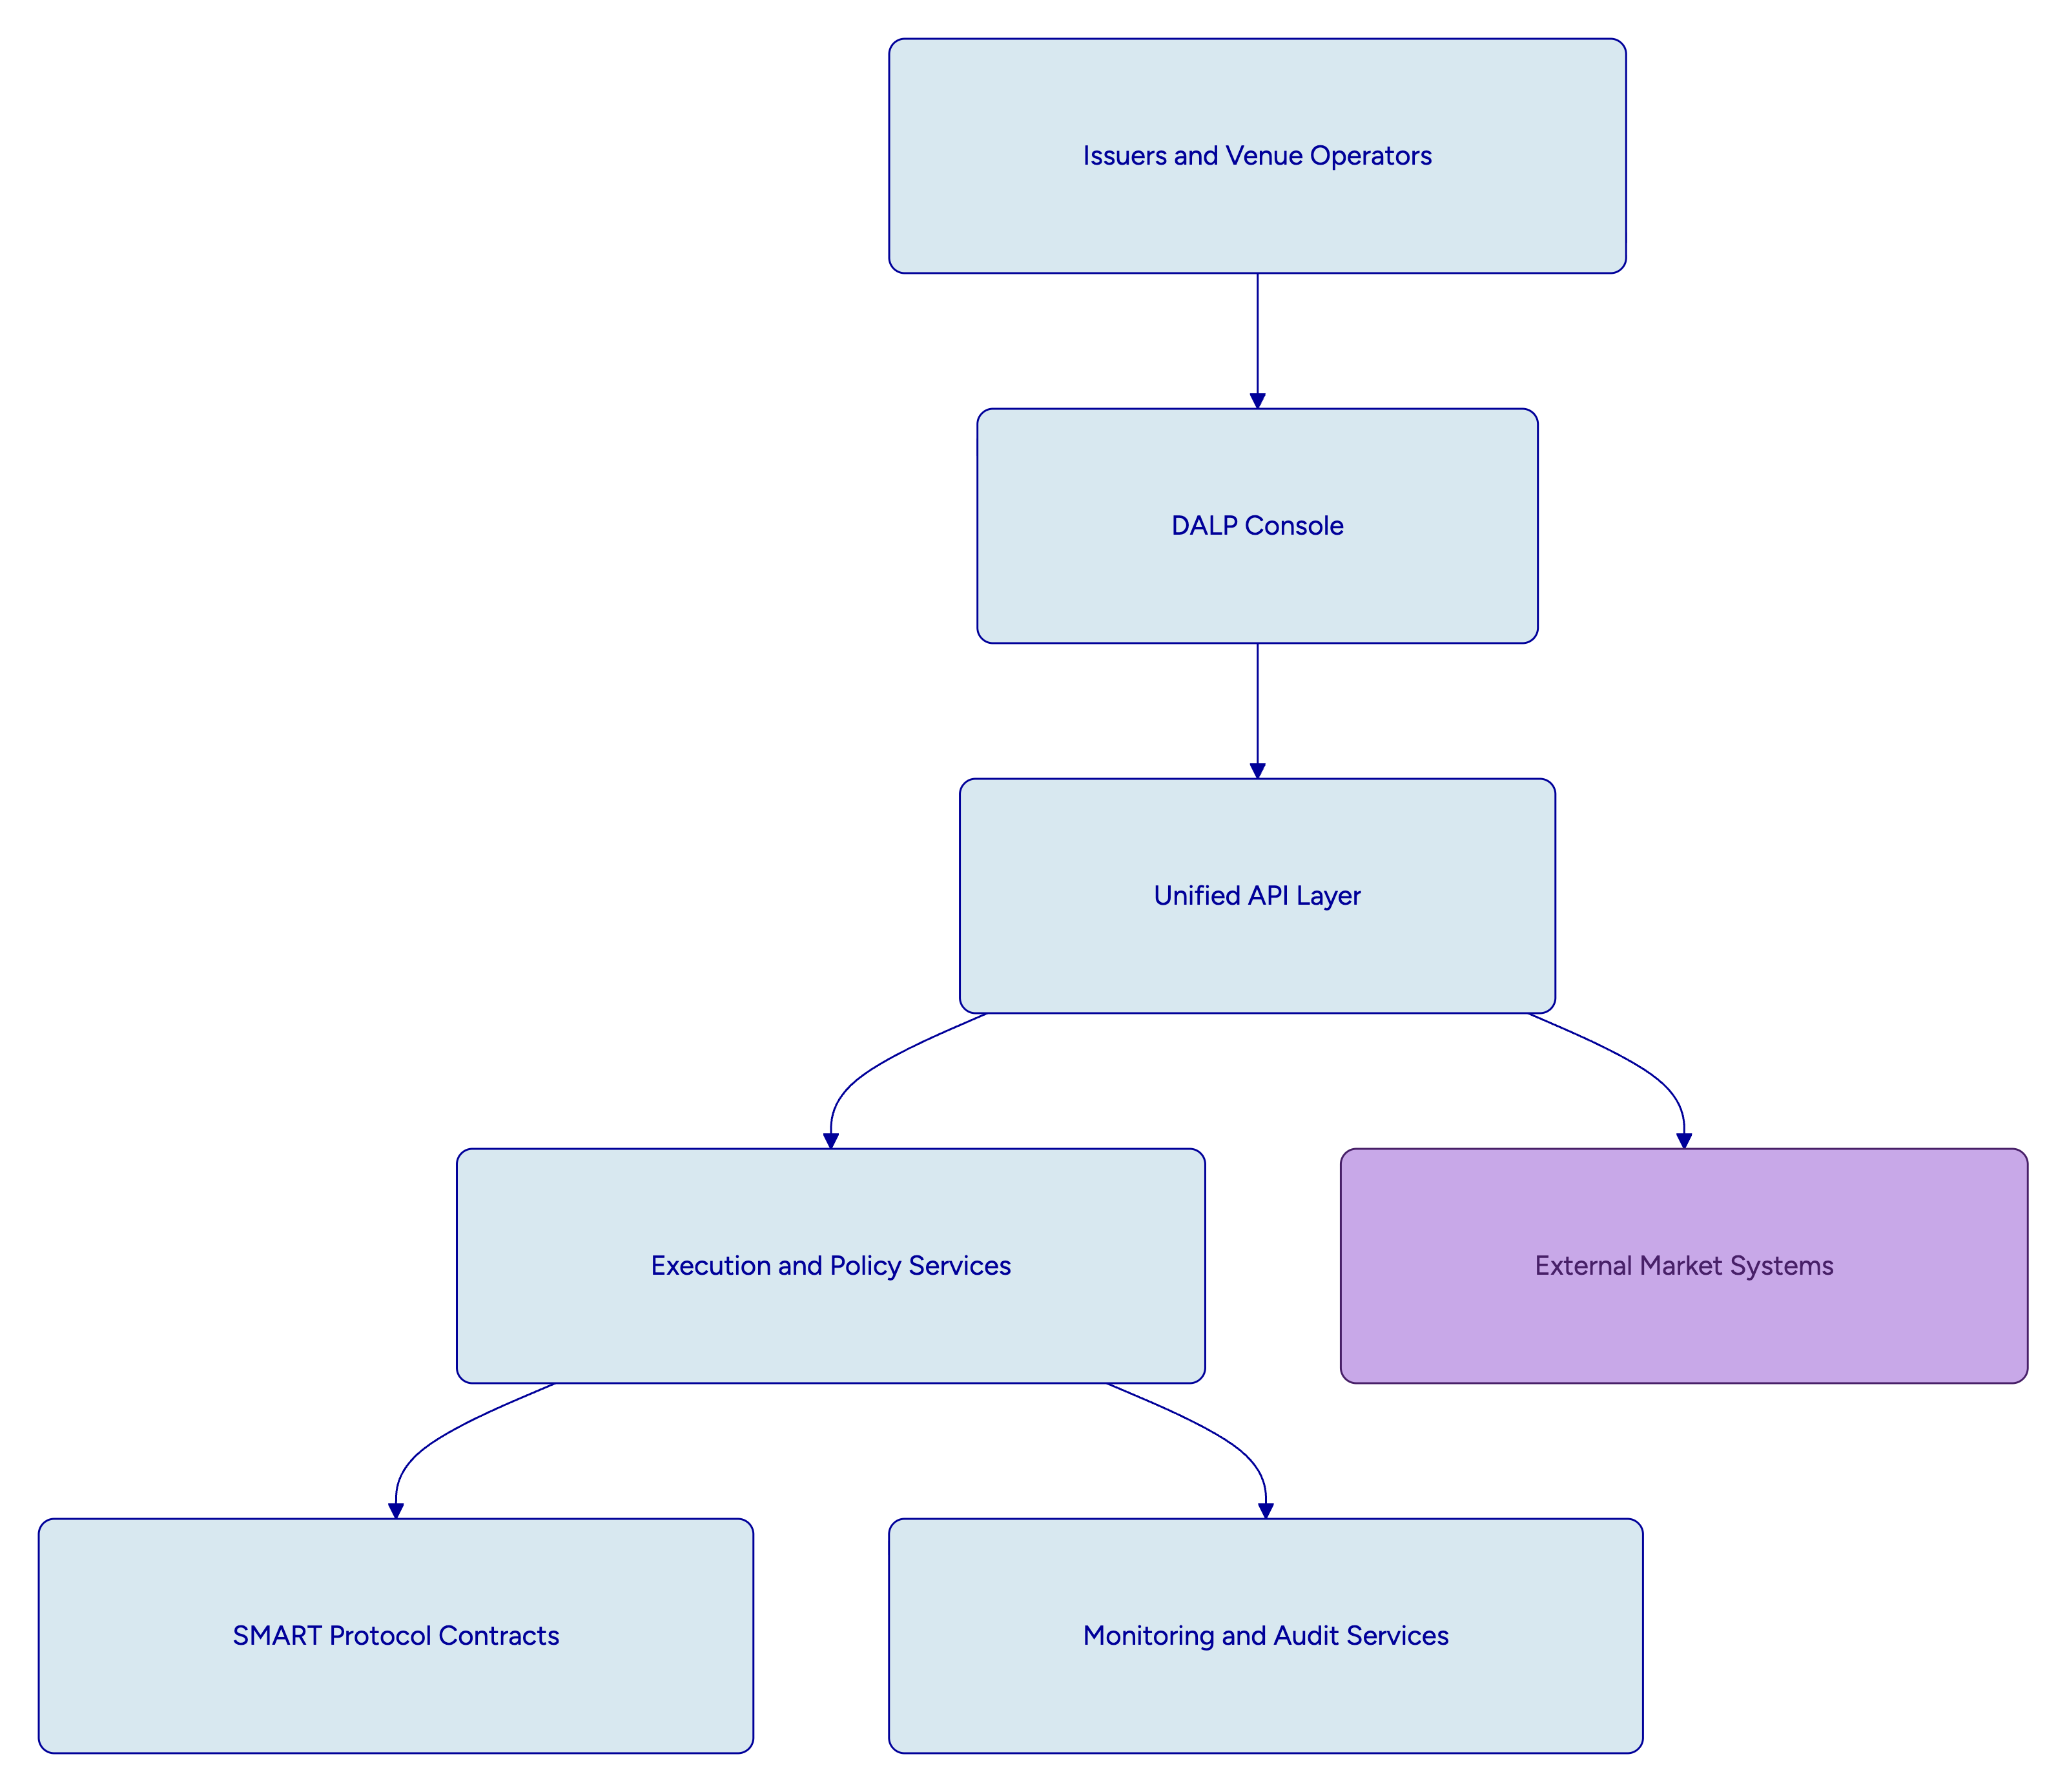 Issuers and Venue Operators
DALP Console
Unified API Layer
Execution and Policy Services
External Market Systems
SMART Protocol Contracts
Monitoring and Audit Services